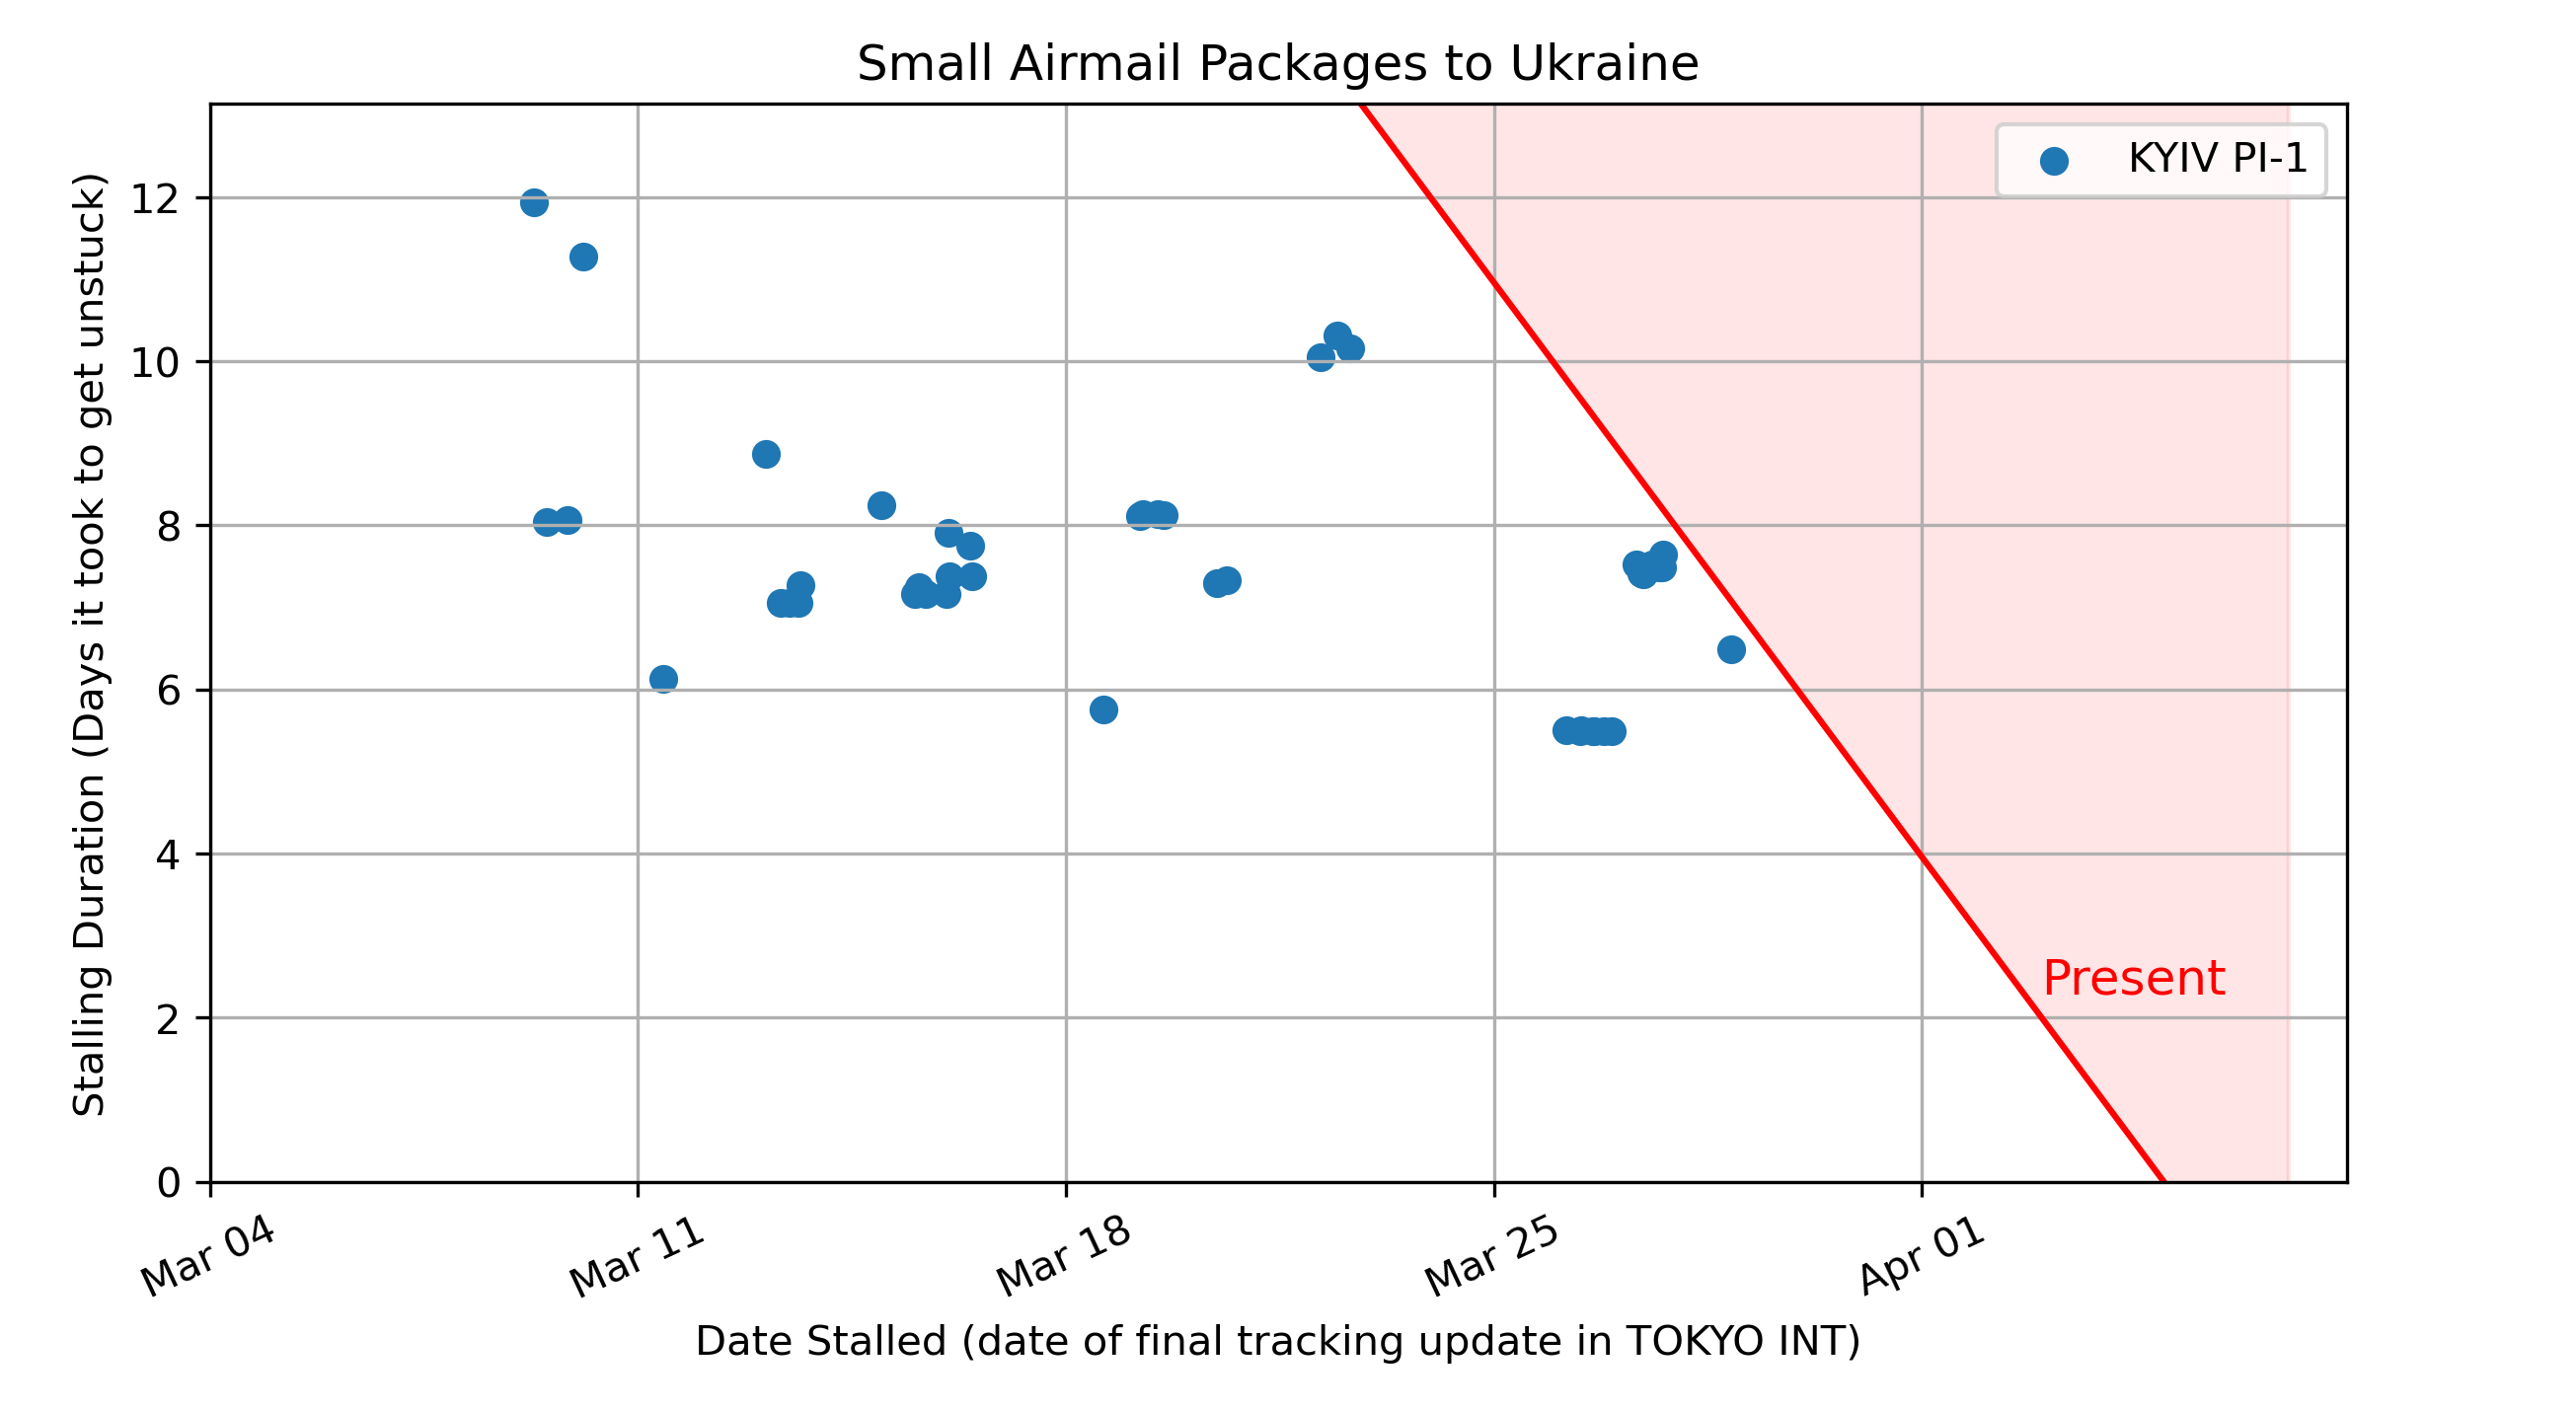 Small Airmail Packages to Ukraine
KYIV PI-1
Stalling Duration (Days it took to get unstuck)
12
10
8
6
4
2
0
Present
Mar 04
Mar 11
Mar 18
Mar 25
Apr 01
Date Stalled (date of final tracking update in TOKYO INT)